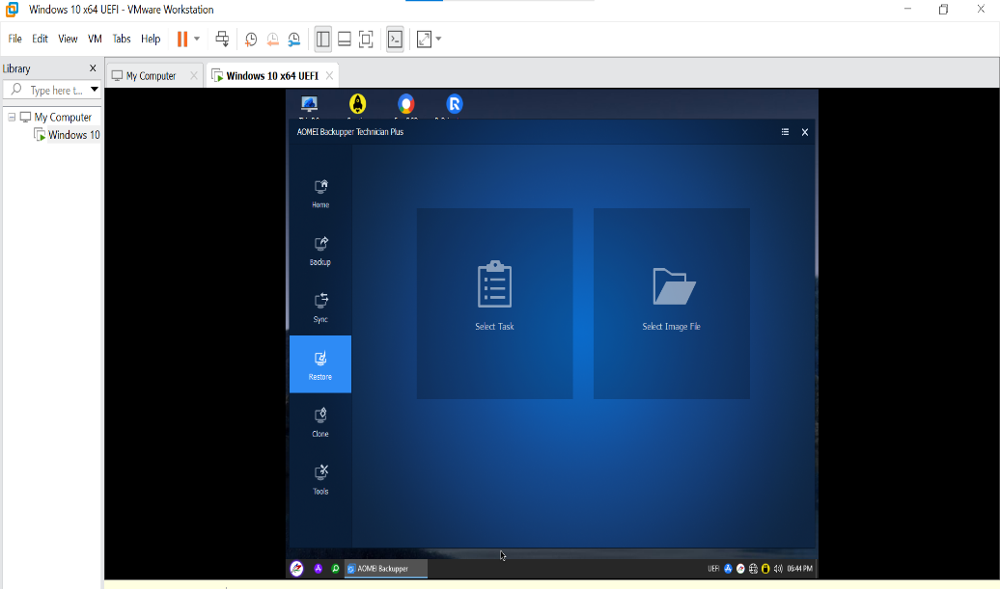 Windows 10 x64 UEFI - VMware Workstation
File Edit View VM Tabs Help
Library
Type here t...
My Computer
Windows 10
My Computer
Windows 10 x64 UEFI
AOMEI Backupper Technician Plus
Home
Backup
Sync
Restore
Clone
Tools
Select Task
Select Image File
AOMEI Backupper
UEFI
06:44 PM